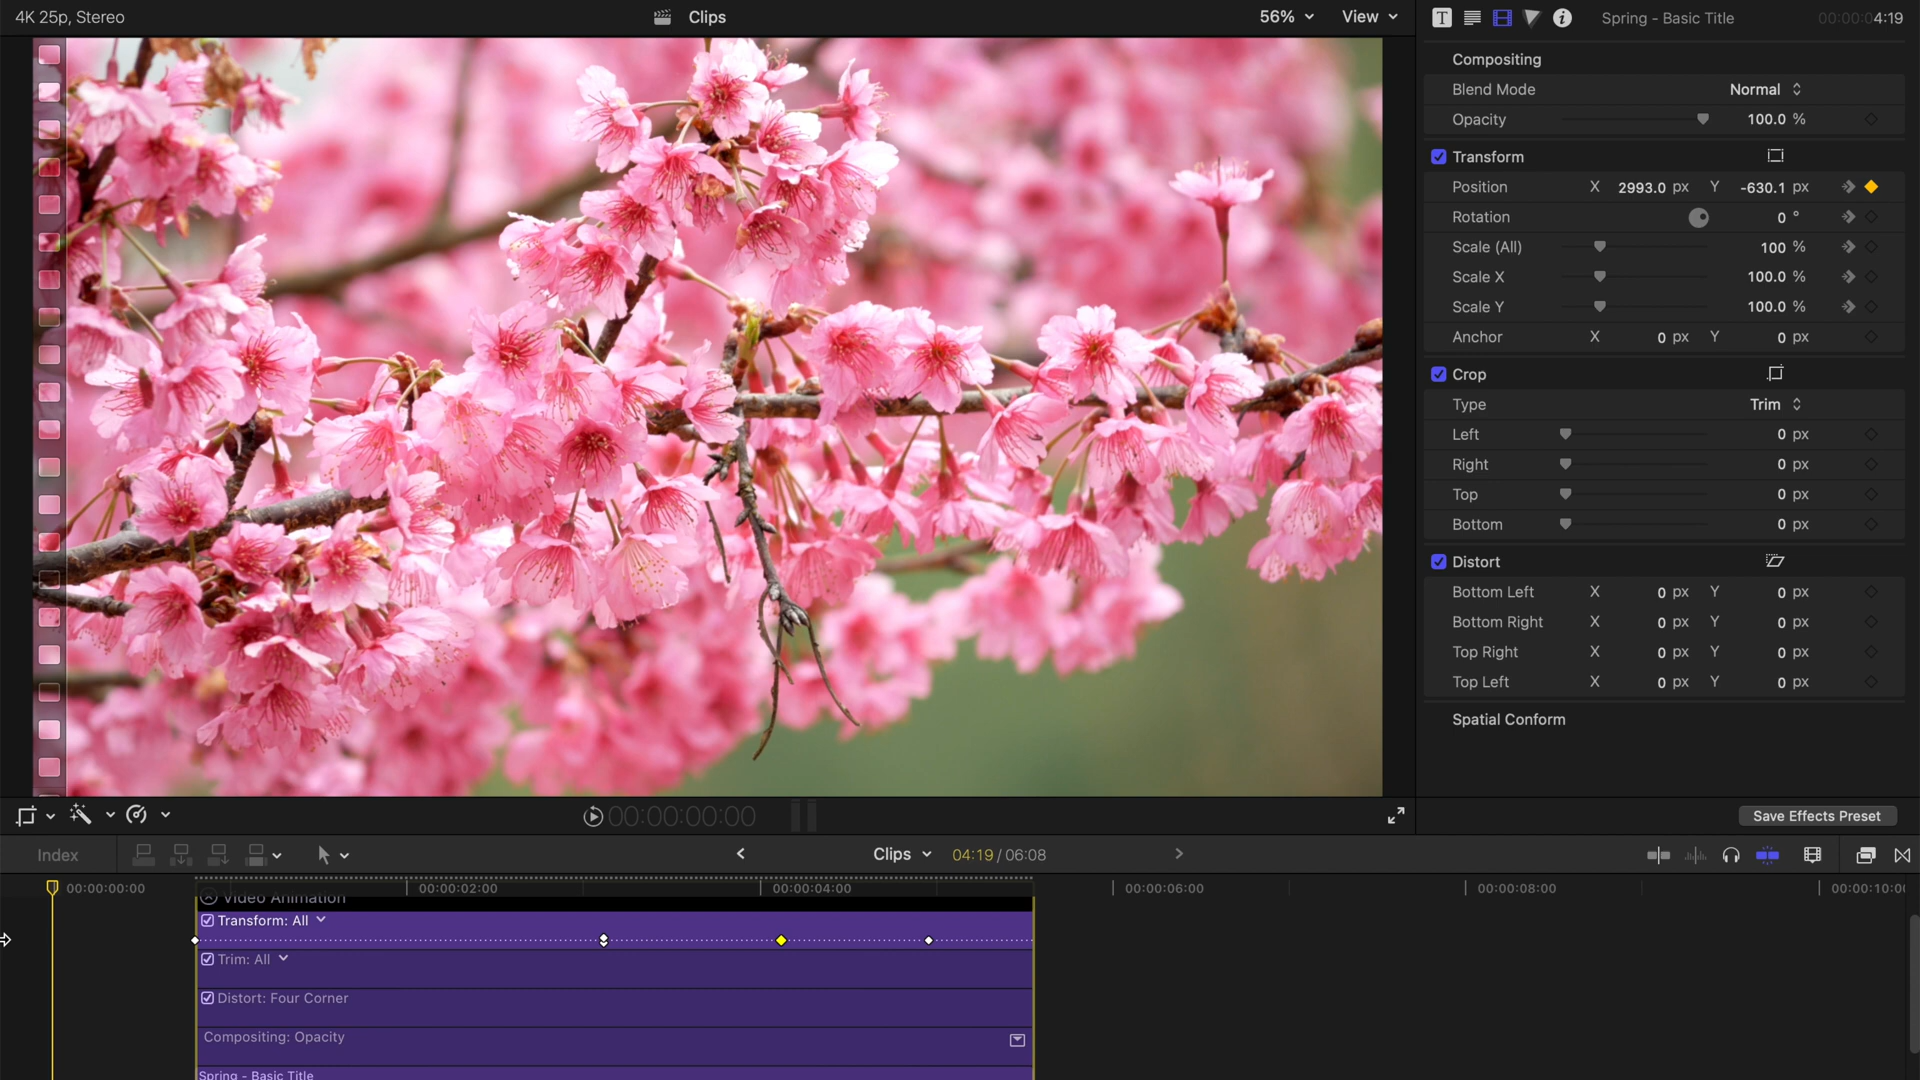 4K 25p, Stereo
Clips
56%
View
T
i
Spring - Basic Title
00:00:04:19
Compositing
Blend Mode
Normal
Opacity
100.0 %
Transform
Position X 2993.0 px Y -630.1 px
Rotation 0 °
Scale (All) 100 %
Scale X 100.0 %
Scale Y 100.0 %
Anchor X 0 px Y 0 px
Crop
Type Trim
Left 0 px
Right 0 px
Top 0 px
Bottom 0 px
Distort
Bottom Left X 0 px Y 0 px
Bottom Right X 0 px Y 0 px
Top Right X 0 px Y 0 px
Top Left X 0 px Y 0 px
Spatial Conform
00:00:00:00
Save Effects Preset
Index
Clips
04:19 / 06:08
00:00:00:00
00:00:02:00
00:00:04:00
00:00:06:00
00:00:08:00
00:00:10:0
Video Animation
Transform: All
Trim: All
Distort: Four Corner
Compositing: Opacity
Spring - Basic Title